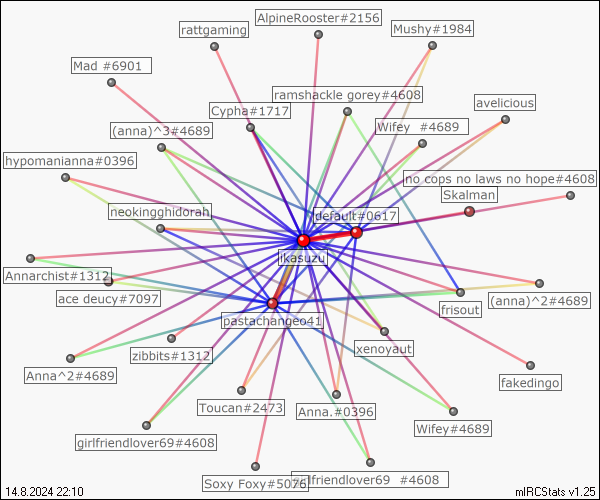 AlpineRooster#2156
rattgaming
Mushy#1984
Mad #6901
ramshackle gorey#4608
avelicious
Cypha#1717
(anna)^3#4689
Wifey  #4689
hypomanianna#0396
no cops no laws no hope#4608
Skalman
neokingghidorah
default#0617
ikasuzu
Annarchist#1312
ace deucy#7097
(anna)^2#4689
frisout
pastachangeo41
xenoyaut
zibbits#1312
Anna^2#4689
fakedingo
Toucan#2473
Anna.#0396
Wifey#4689
girlfriendlover69#4608
Soxy Foxy#5076
girlfriendlover69  #4608
14.8.2024 22:10
mIRCStats v1.25